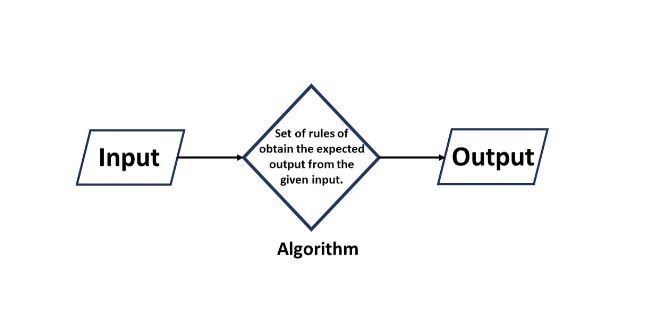 Input
Set of rules of
obtain the expected
output from the
given input.
Output
Algorithm